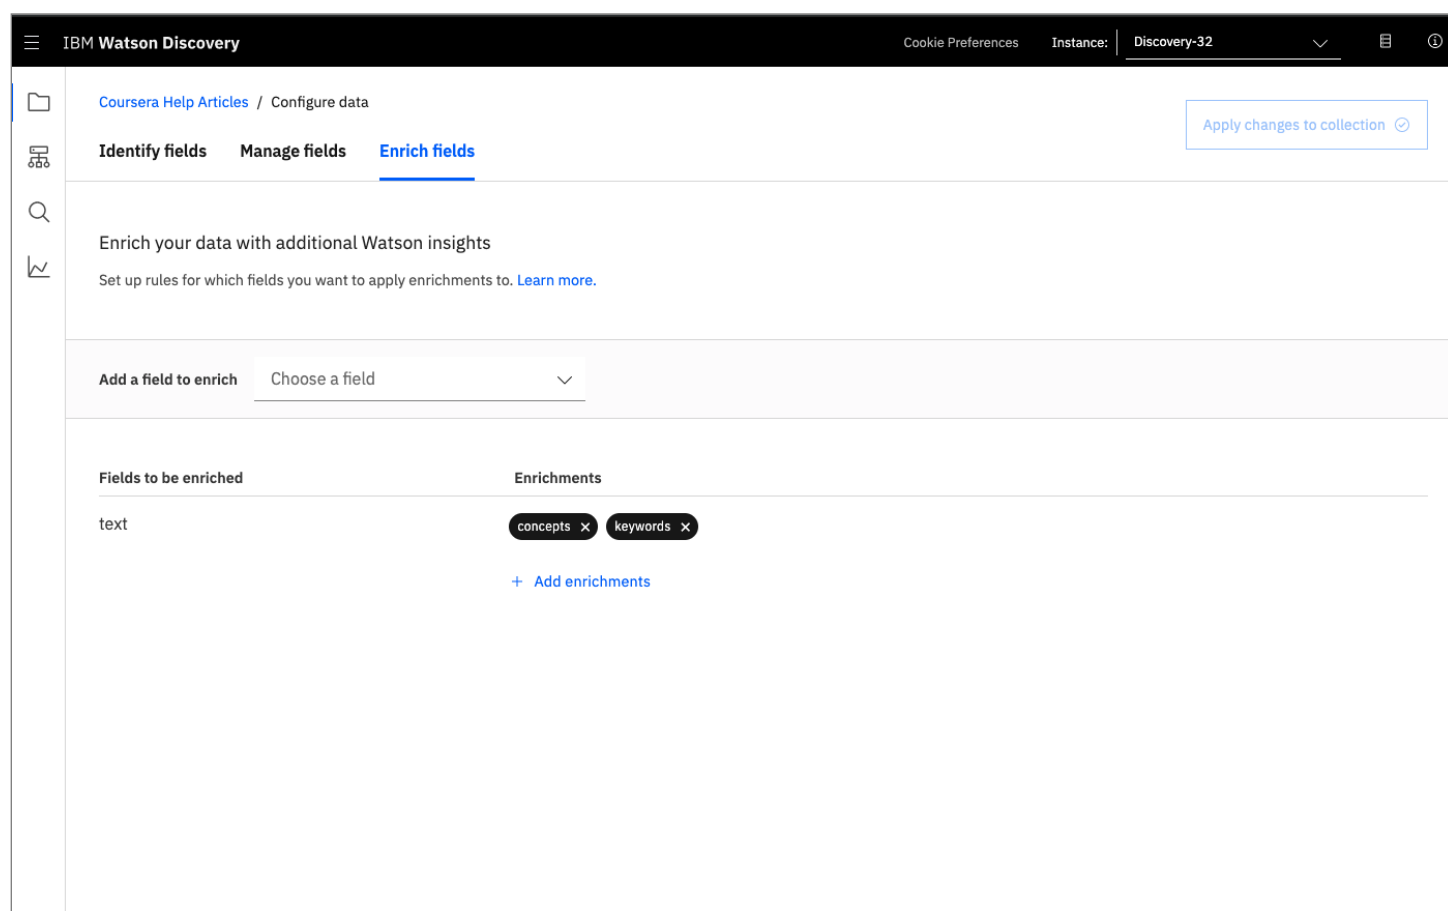 IBM Watson Discovery
Cookie Preferences
Instance:
Discovery-32
Coursera Help Articles / Configure data
Apply changes to collection
Identify fields
Manage fields
Enrich fields
Enrich your data with additional Watson insights
Set up rules for which fields you want to apply enrichments to. Learn more.
Add a field to enrich
Choose a field
Fields to be enriched
Enrichments
text
concepts
keywords
+ Add enrichments